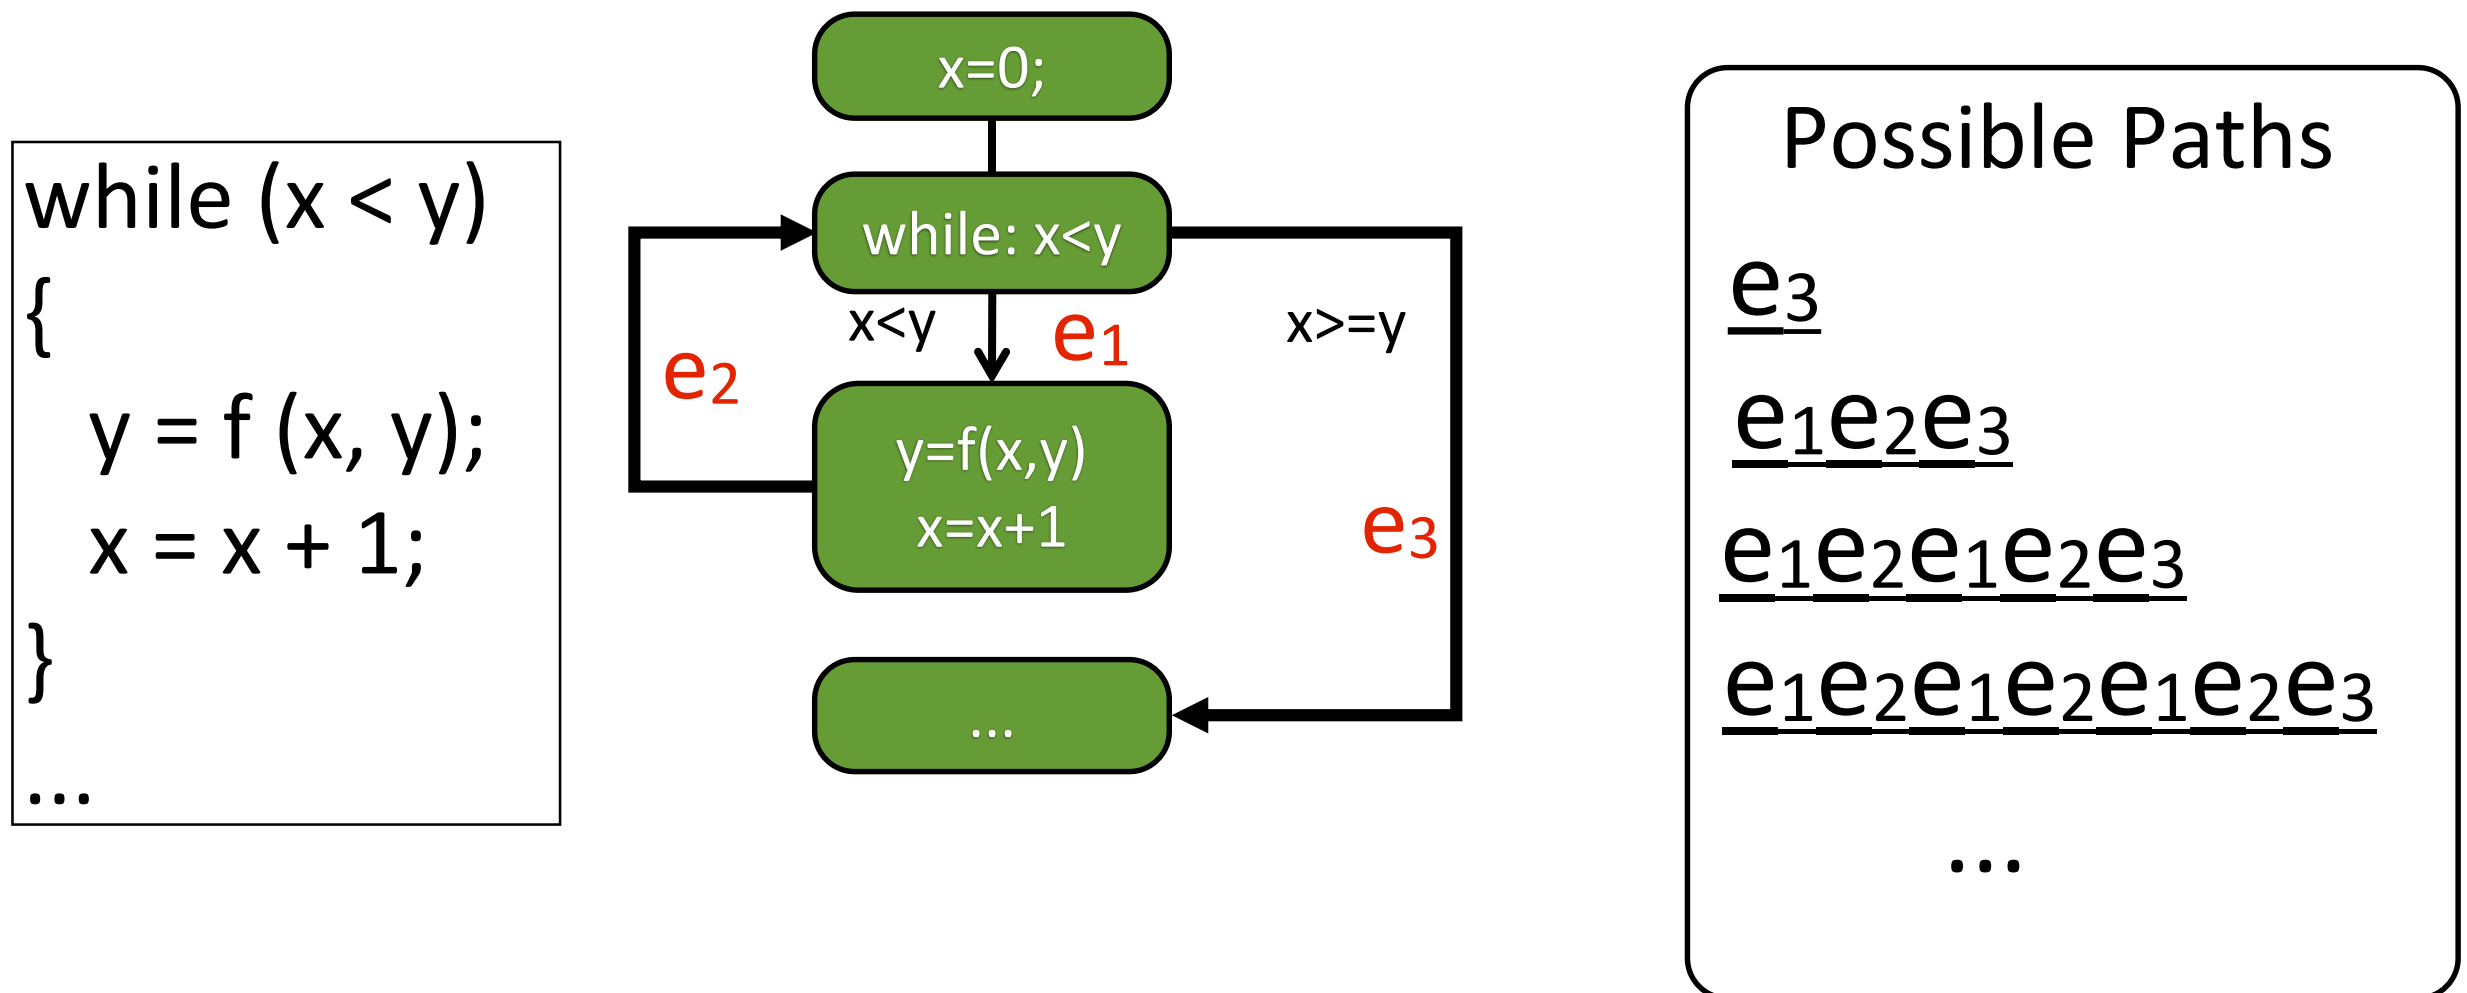 while (x < y)
{
y = f (x, y);
x = x + 1;
}
...
x=0;
while: x<y
x<y
e1
x>=y
e2
y=f(x,y)
x=x+1
e3
...
Possible Paths
e3
e1e2e3
e1e2e1e2e3
e1e2e1e2e1e2e3
...